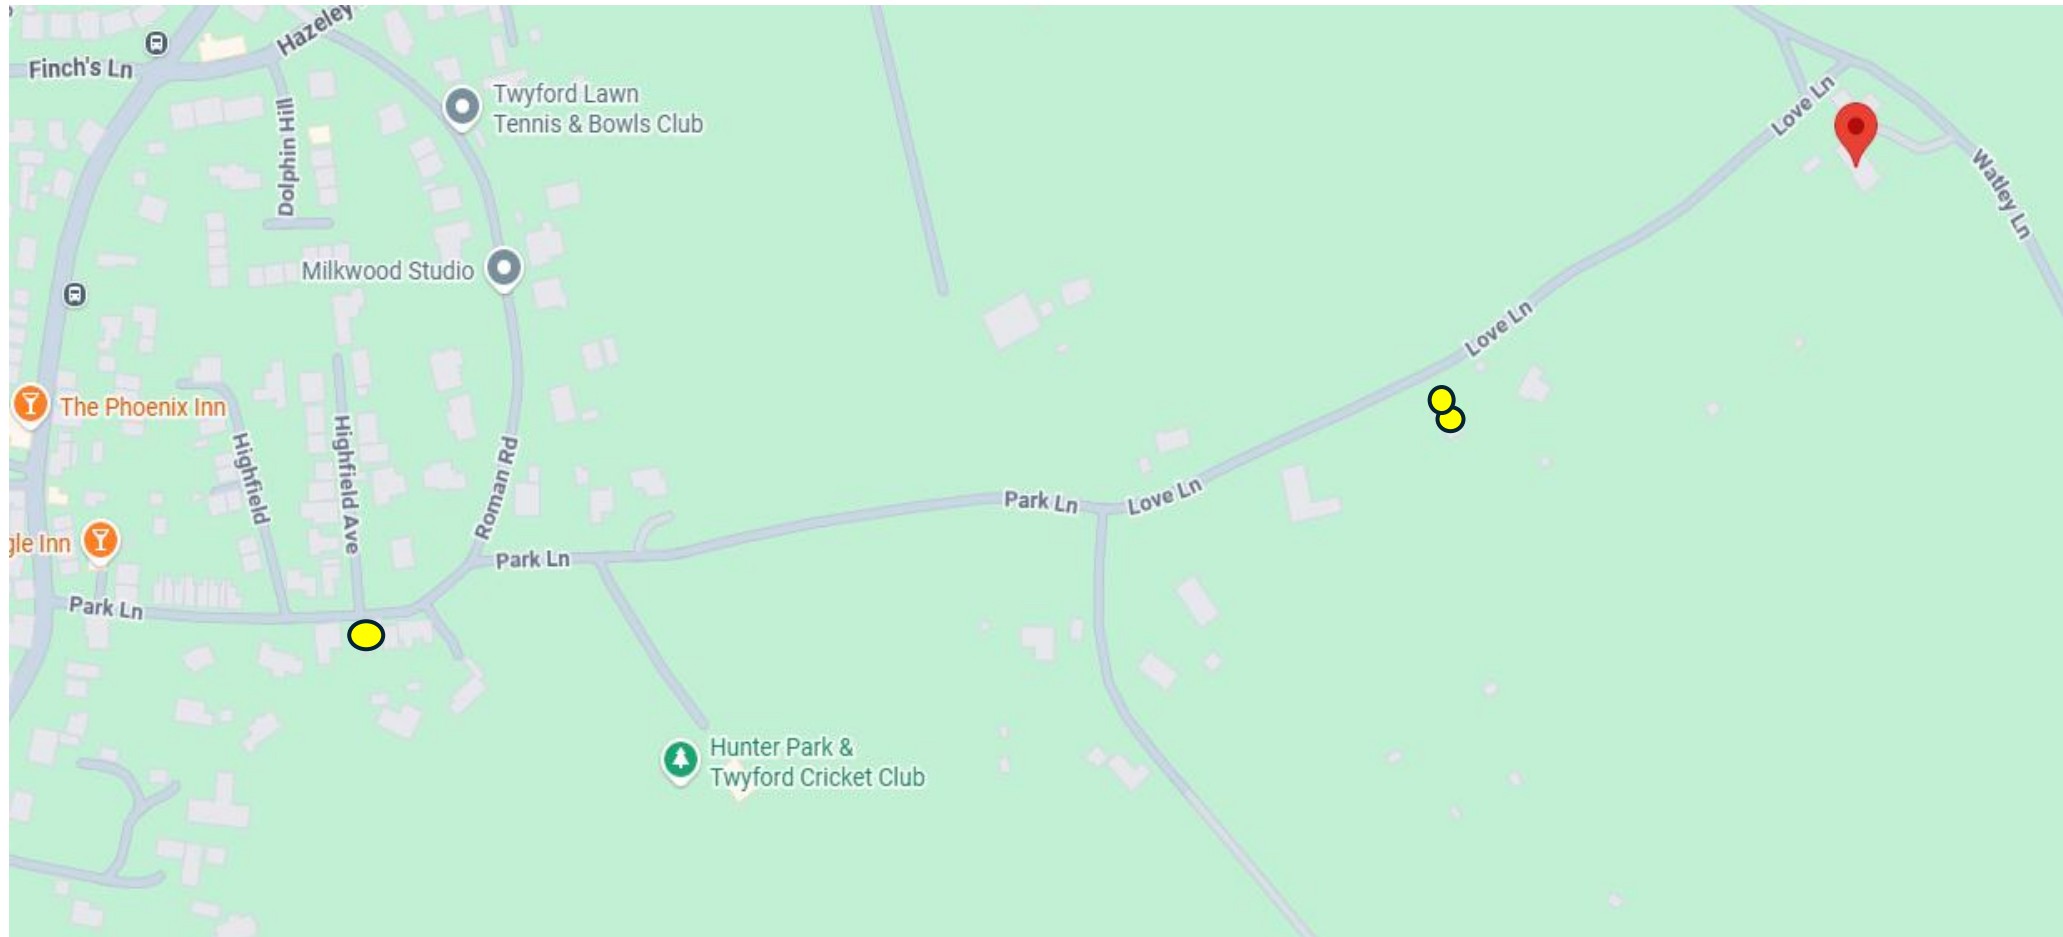 Hazeley
Finch's Ln
Twyford Lawn
Tennis & Bowls Club
Dolphin Hill
Love Ln
Watley Ln
Milkwood Studio
Love Ln
The Phoenix Inn
Highfield
Highfield Ave
Roman Rd
Park Ln
Love Ln
gle Inn
Park Ln
Park Ln
Hunter Park &
Twyford Cricket Club